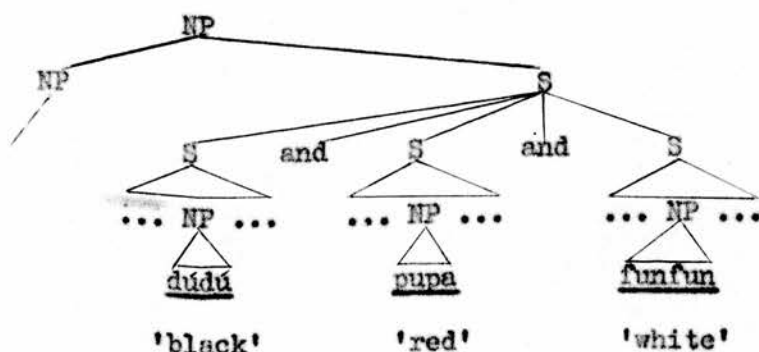 NP
NP S
S and S and S
... NP ... ... NP ... ... NP ...
dúdú pupa funfun
'black' 'red' 'white'